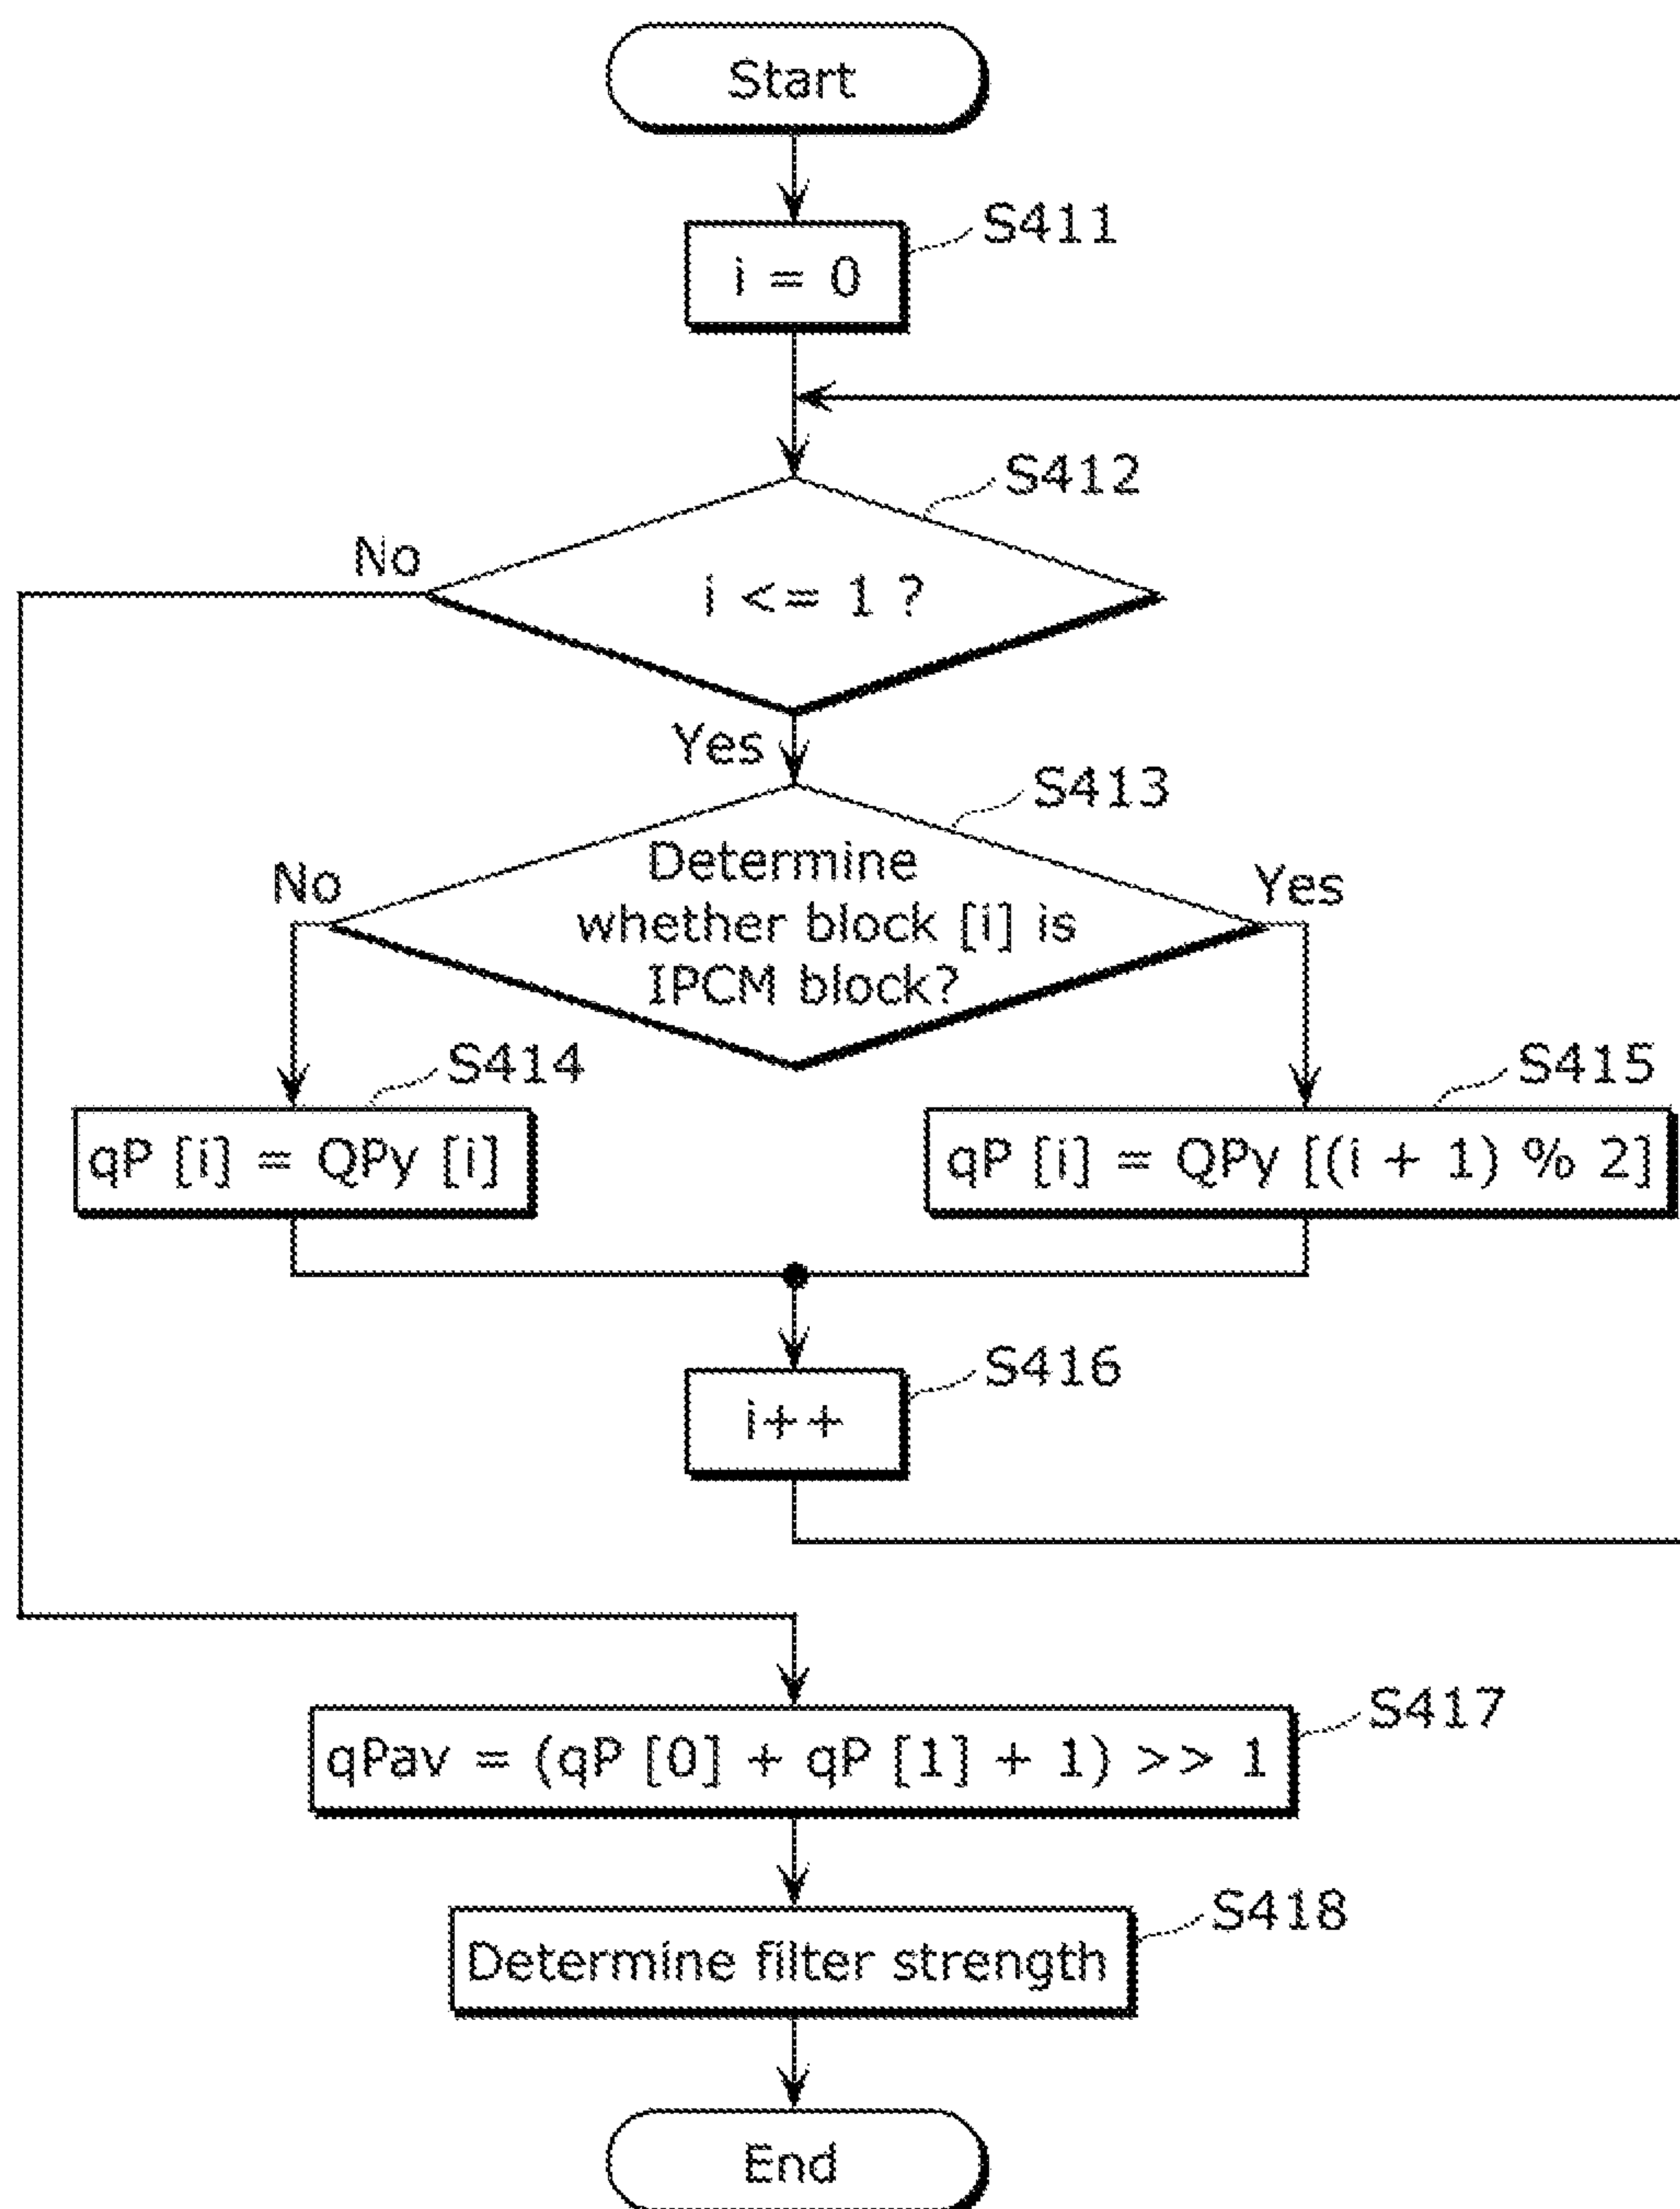 Start
S411
i = 0
S412
No
i <= 1 ?
Yes
S413
No
Determine
whether block [i] is
IPCM block?
Yes
S414
S415
qP [i] = QPy [i]
qP [i] = QPy [(i + 1) % 2]
S416
i++
S417
qPav = (qP [0] + qP [1] + 1) >> 1
S418
Determine filter strength
End